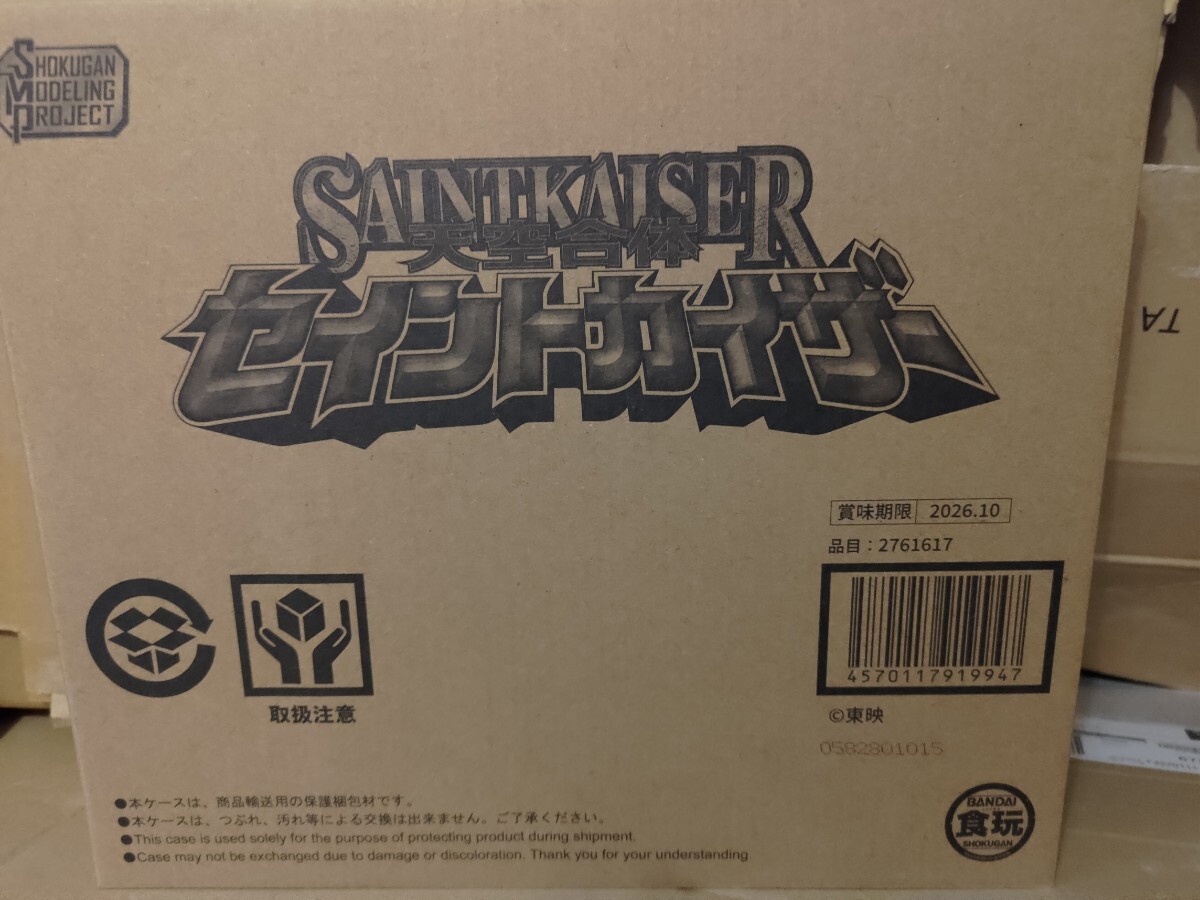 SHOKUGAN
MODELING
PROJECT
SAINTKAISER
天空合体
セイントカイザー
賞味期限 2026.10
品目：2761617
4570117919947
©東映
0582801015
取扱注意
●本ケースは、商品輸送用の保護梱包材です。
●本ケースは、つぶれ、汚れ等による交換は出来ません。ご了承ください。
●This case is used solely for the purpose of protecting product during shipment.
●Case may not be exchanged due to damage or discoloration. Thank you for your understanding.
BANDAI
食玩
SHOKUGAN
TA